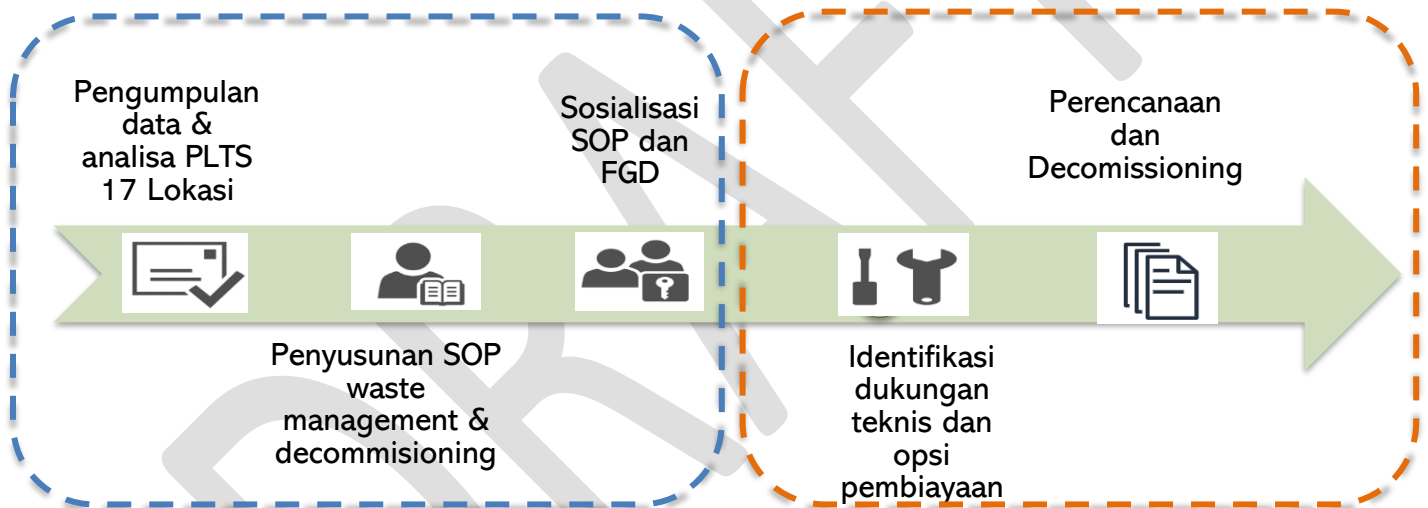 Pengumpulan
data &
analisa PLTS
17 Lokasi
Penyusunan SOP
waste
management &
decommisioning
Sosialisasi
SOP dan
FGD
Identifikasi
dukungan
teknis dan
opsi
pembiayaan
Perencanaan
dan
Decomissioning
DRAFT